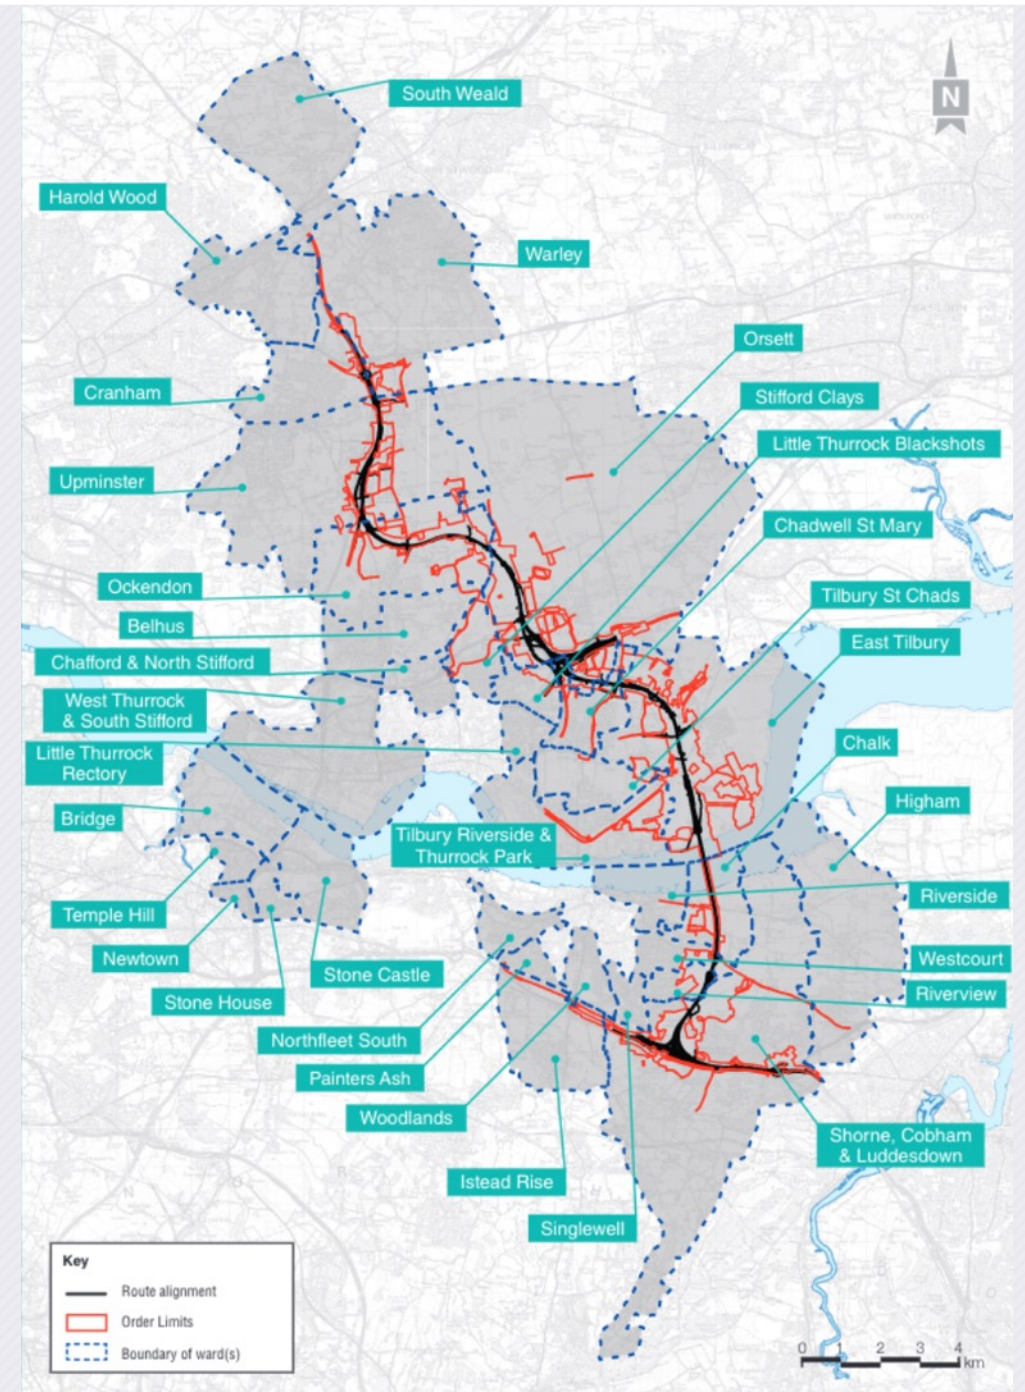 South Weald
N
Harold Wood
Warley
Orsett
Cranham
Stifford Clays
Little Thurrock Blackshots
Upminster
Chadwell St Mary
Ockendon
Tilbury St Chads
Belhus
East Tilbury
Chafford & North Stifford
West Thurrock
& South Stifford
Chalk
Little Thurrock
Rectory
Higham
Bridge
Tilbury Riverside &
Thurrock Park
Riverside
Temple Hill
Newtown
Westcourt
Stone Castle
Riverview
Stone House
Northfleet South
Painters Ash
Woodlands
Shorne, Cobham
& Luddesdown
Istead Rise
Singlewell
Key
Route alignment
Order Limits
Boundary of ward(s)
0 1 2 3 4
km